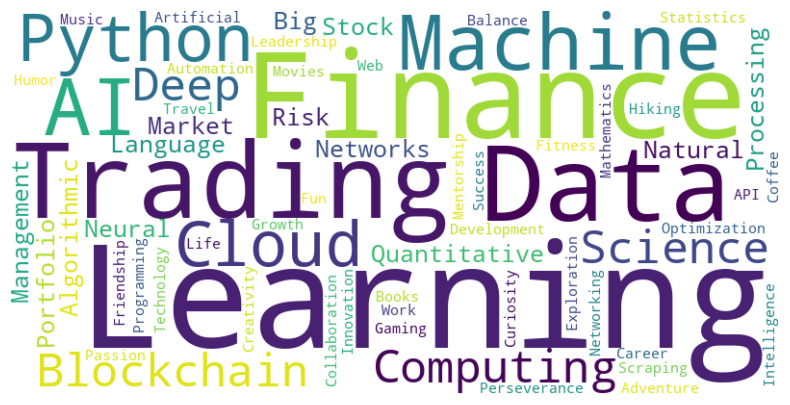 Music
Artificial
Big
Stock
Balance
Statistics
Python
Leadership
Machine
Humor
Automation
Movies
Web
AI
Deep
Finance
Processing
Travel
Market
Risk
Mathematics
Hiking
Language
Networks
Fitness
Natural
Trading
Data
Mentorship
Success
Coffee
Management
Algorithmic
Fun
API
Portfolio
Neural
Growth
Development
Optimization
Cloud
Life
Quantitative
Science
Friendship
Programming
Technology
Exploration
Learning
Creativity
Collaboration
Innovation
Books
Work
Gaming
Curiosity
Networking
Intelligence
Passion
Blockchain
Computing
Career
Scraping
Perseverance
Adventure